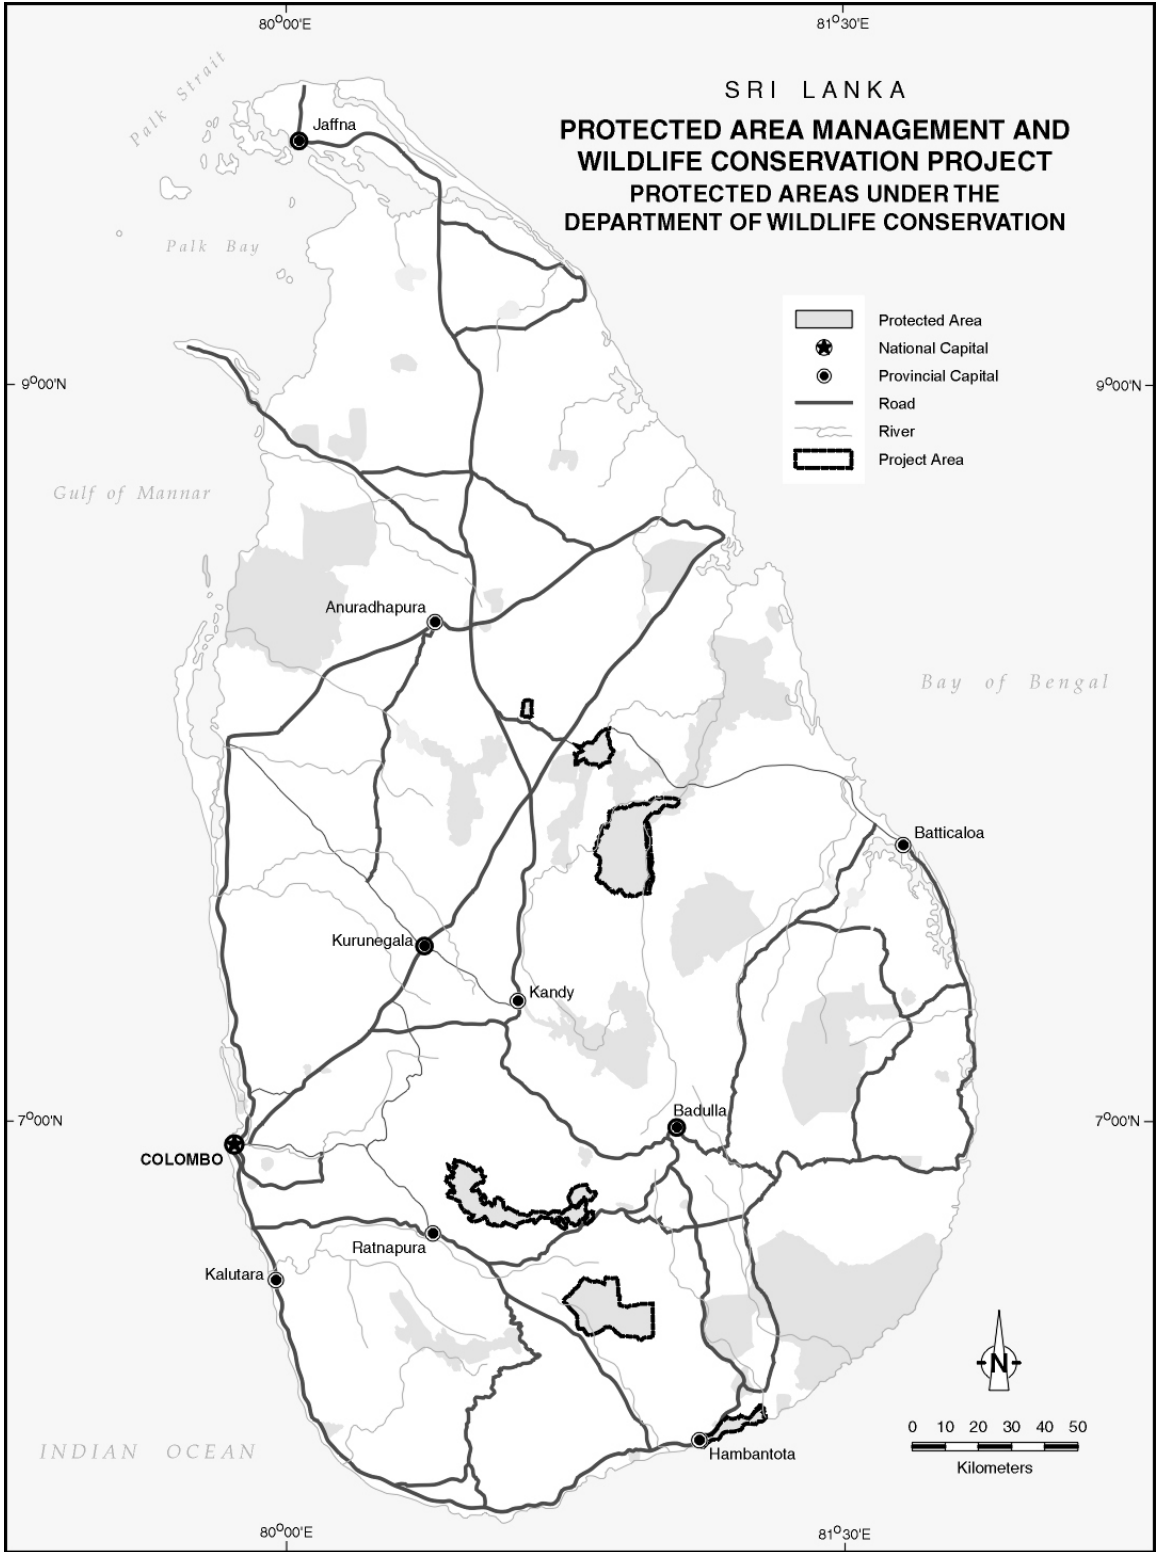 80°00'E
81°30'E
SRI LANKA
PROTECTED AREA MANAGEMENT AND
WILDLIFE CONSERVATION PROJECT
PROTECTED AREAS UNDER THE
DEPARTMENT OF WILDLIFE CONSERVATION
Palk Strait
Jaffna
Palk Bay
Protected Area
National Capital
Provincial Capital
Road
River
Project Area
9°00'N
9°00'N
Gulf of Mannar
Anuradhapura
Bay of Bengal
Batticaloa
Kurunegala
Kandy
7°00'N
7°00'N
Badulla
COLOMBO
Ratnapura
Kalutara
N
0 10 20 30 40 50
Kilometers
INDIAN OCEAN
Hambantota
80°00'E
81°30'E